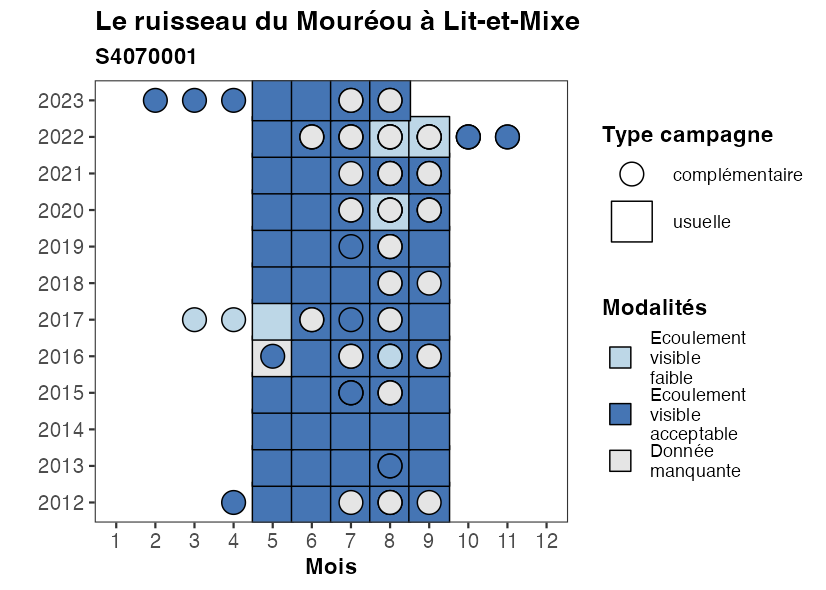 Le ruisseau du Mouréou à Lit-et-Mixe
S4070001
2023
2022
2021
2020
2019
2018
2017
2016
2015
2014
2013
2012
1 2 3 4 5 6 7 8 9 10 11 12
Mois
Type campagne
complémentaire
usuelle
Modalités
Ecoulement
visible
faible
Ecoulement
visible
acceptable
Donnée
manquante